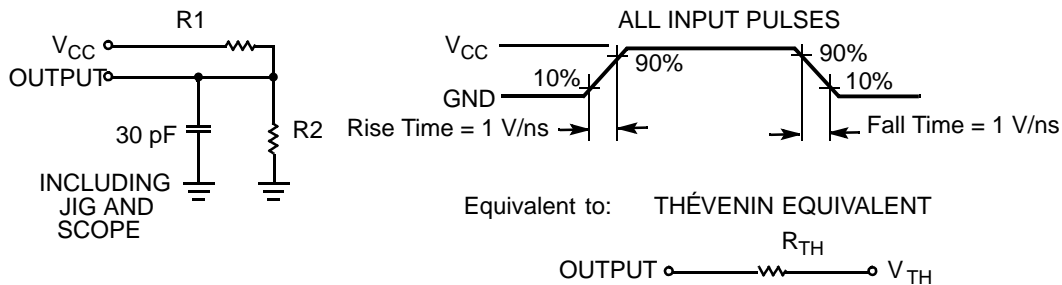 R1
VCC
OUTPUT
30 pF
R2
INCLUDING
JIG AND
SCOPE
ALL INPUT PULSES
VCC
10%
90%
90%
10%
GND
Rise Time = 1 V/ns
Fall Time = 1 V/ns
Equivalent to: THÉVENIN EQUIVALENT
RTH
OUTPUT
VTH